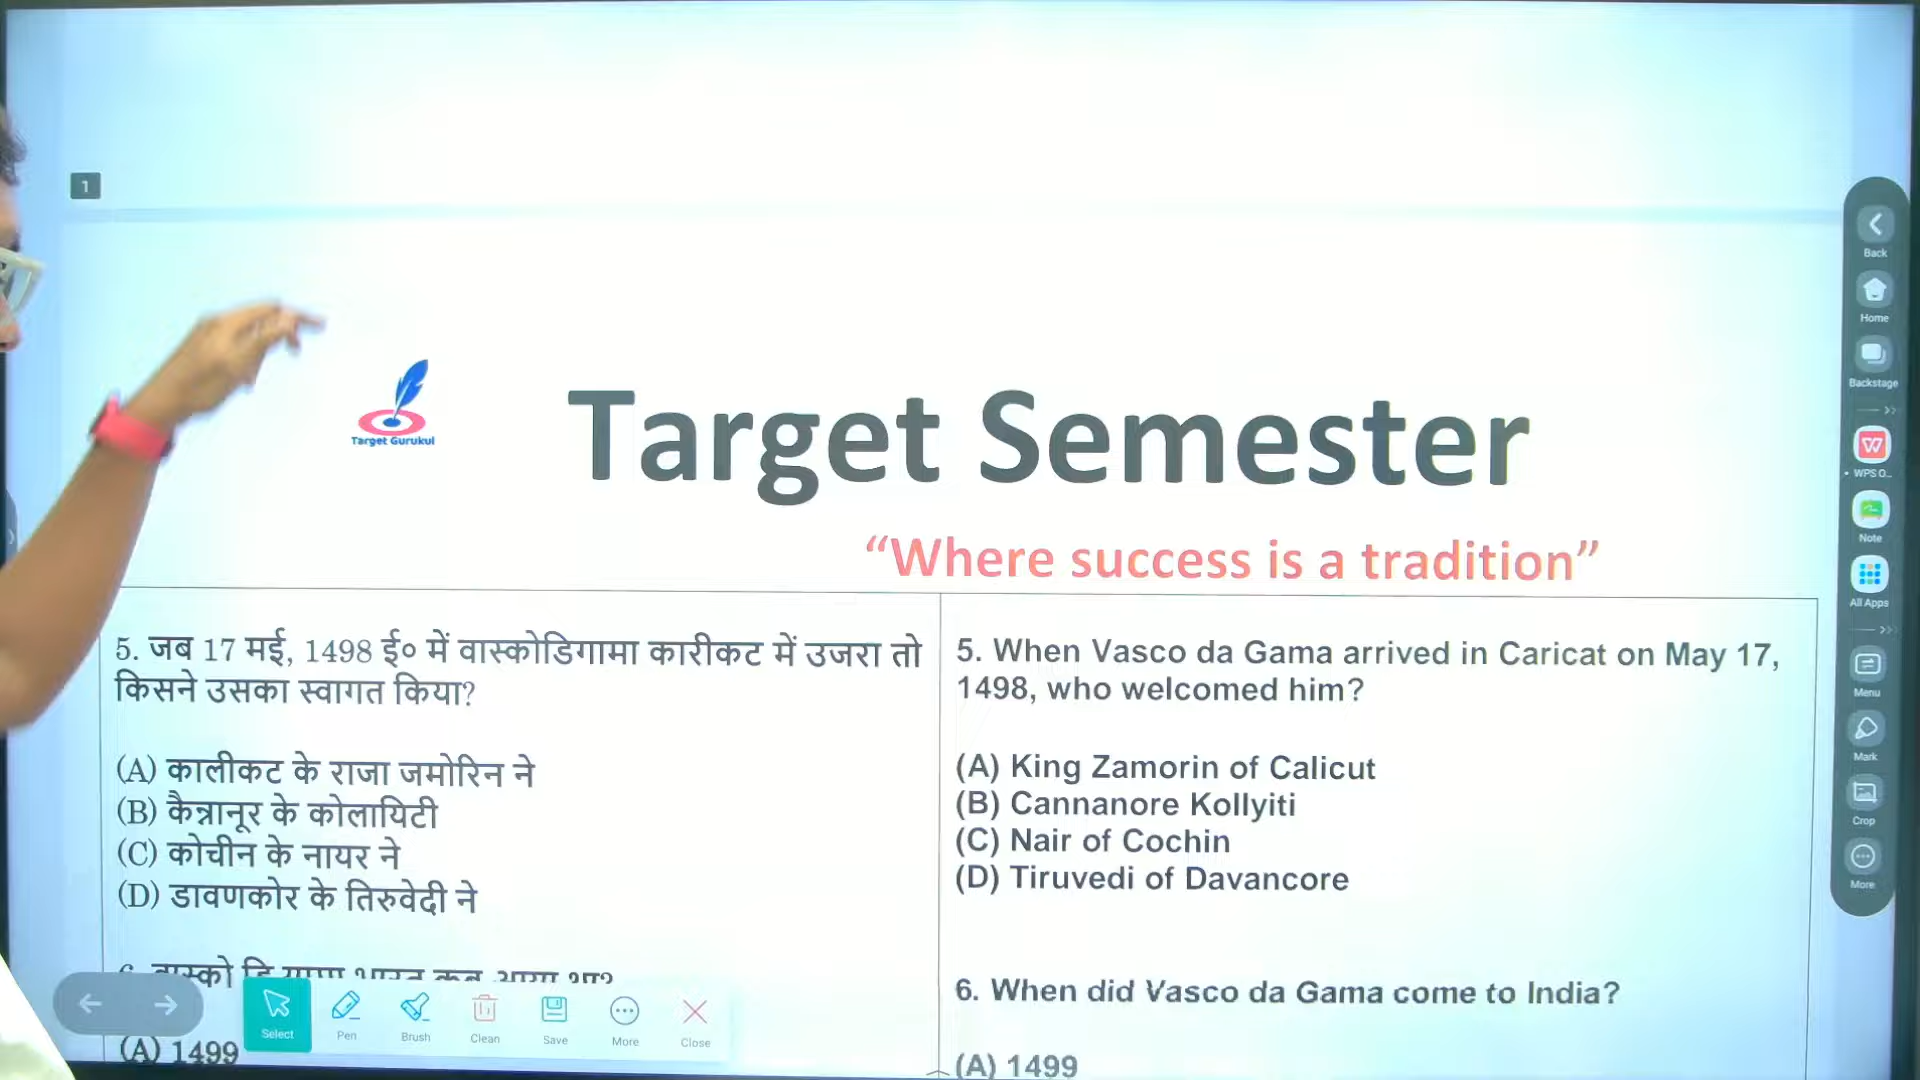 1
Target Gurukul
Target Semester
“Where success is a tradition”
5. जब 17 मई, 1498 ई० में वास्कोडिगामा कारीकट में उजरा तो
किसने उसका स्वागत किया?
(A) कालीकट के राजा जमोरिन ने
(B) कैन्नानूर के कोलायिटी
(C) कोचीन के नायर ने
(D) डावणकोर के तिरुवेदी ने
(A) 1499
5. When Vasco da Gama arrived in Caricat on May 17,
1498, who welcomed him?
(A) King Zamorin of Calicut
(B) Cannanore Kollyiti
(C) Nair of Cochin
(D) Tiruvedi of Davancore
6. When did Vasco da Gama come to India?
(A) 1499
Select
Pen
Brush
Clean
Save
More
Close
Back
Home
Backstage
WPS O...
Note
All Apps
Menu
Mark
Crop
More